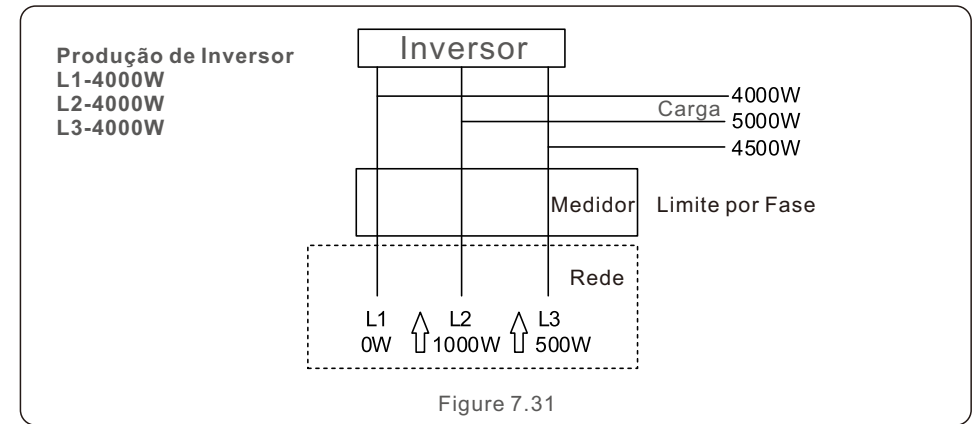 Produção de Inversor
L1-4000W
L2-4000W
L3-4000W
Inversor
4000W
Carga
5000W
4500W
Medidor
Limite por Fase
Rede
L1 L2 L3
0W 1000W 500W
Figure 7.31